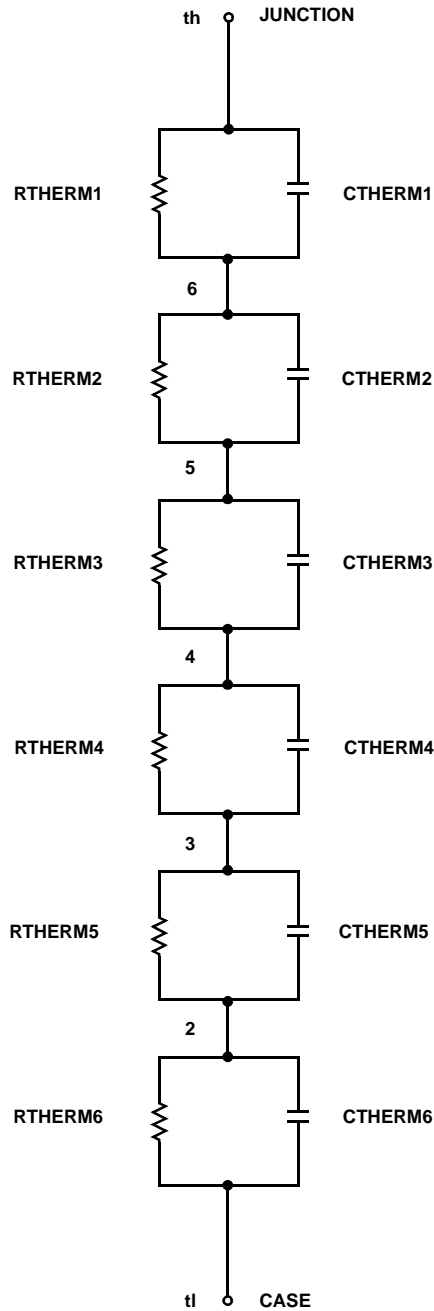 th JUNCTION
RTHERM1 CTHERM1
6
RTHERM2 CTHERM2
5
RTHERM3 CTHERM3
4
RTHERM4 CTHERM4
3
RTHERM5 CTHERM5
2
RTHERM6 CTHERM6
tl CASE